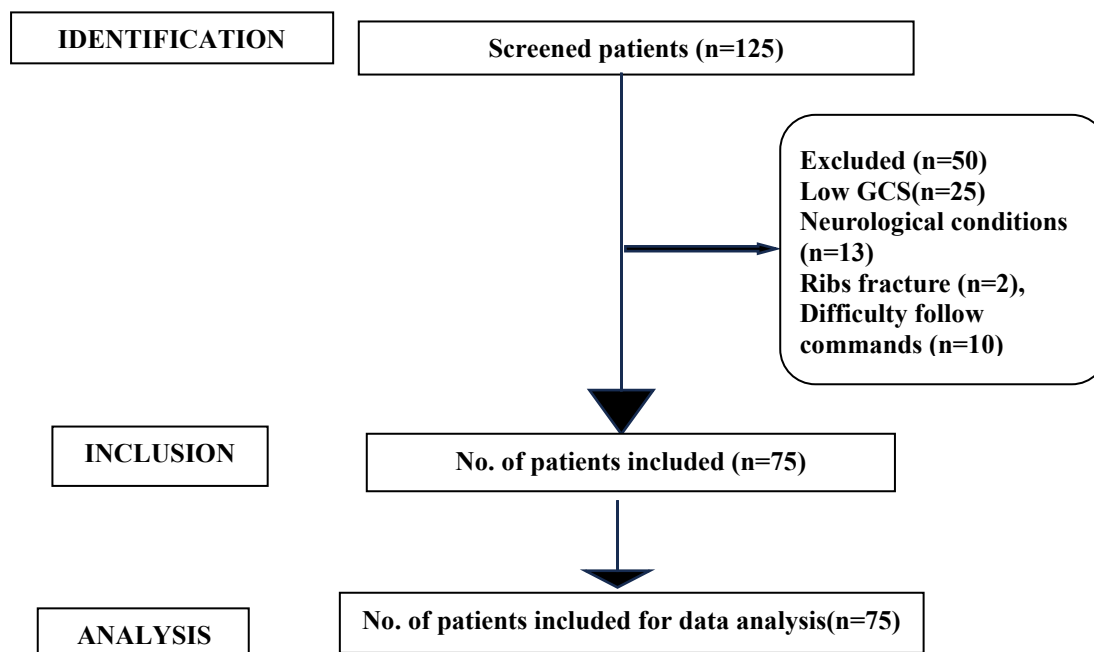 IDENTIFICATION
Screened patients (n=125)
Excluded (n=50)
Low GCS(n=25)
Neurological conditions
(n=13)
Ribs fracture (n=2),
Difficulty follow
commands (n=10)
INCLUSION
No. of patients included (n=75)
ANALYSIS
No. of patients included for data analysis(n=75)